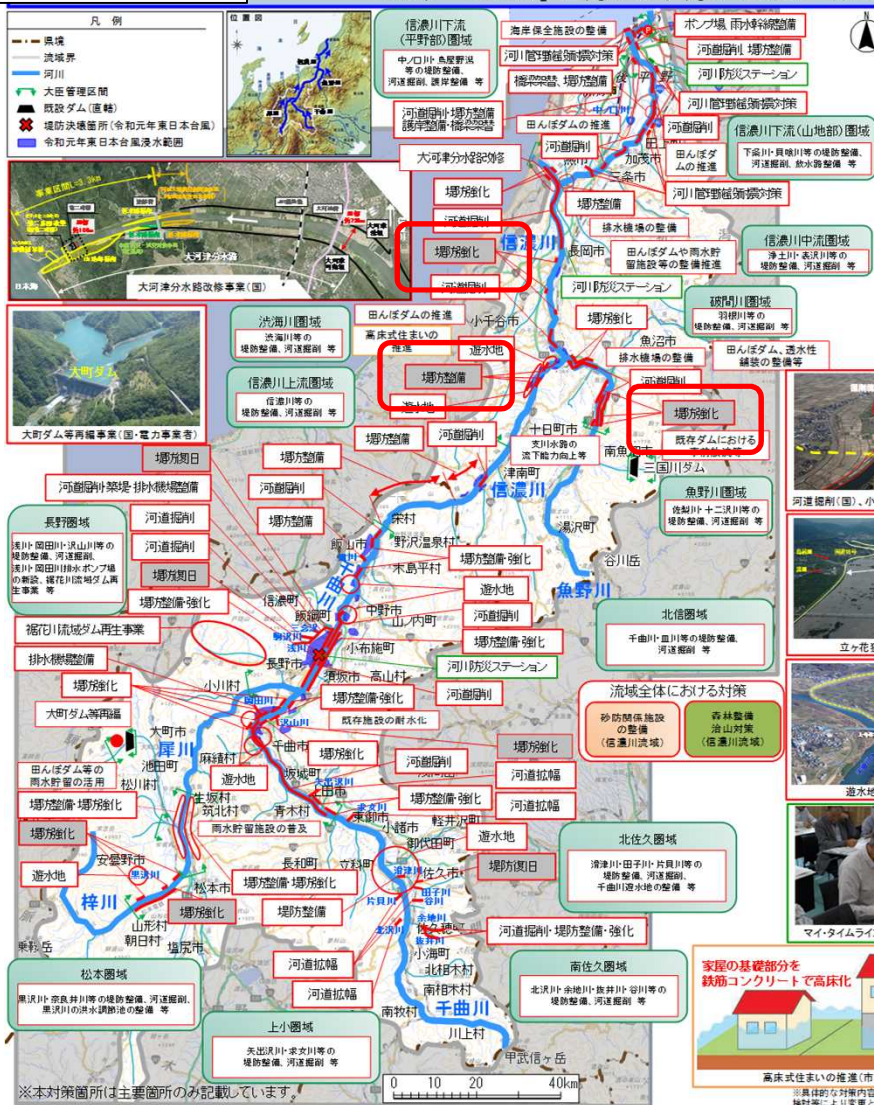 凡 例
県境
流域界
河川
大臣管理区間
既設ダム(直轄)
堤防決壊箇所(令和元年東日本台風)
令和元年東日本台風浸水範囲
位置図
信濃川下流
(平野部)圏域
中ノ口川・鳥屋野潟
等の堤防整備、
河道掘削、護岸整備 等
海岸保全施設の整備
ポンプ場、雨水幹線整備
河道掘削、堤防整備
河川防災ステーション
橋梁架替、堤防整備
中ノ口川
田んぼダムの推進
河道掘削・堤防整備
護岸整備・橋梁架替
河道掘削
河道掘削
田んぼダ
ムの推進
信濃川下流(山地部)圏域
下条川・貝喰川等の堤防整備、
河道掘削、放水路整備 等
加茂市
三条市
大河津分水路改修
堤防強化
堤防整備
河道掘削
信濃川
堤防強化
排水機場の整備
長岡市
田んぼダムや雨水貯
留施設等の整備推進
信濃川中流圏域
浄土川・表沢川等の
堤防整備、河道掘削 等
河道掘削
河川防災ステーション
大河津分水路
大河津分水路改修事業(国)
日本海
渋海川圏域
渋海川等の
堤防整備、河道掘削 等
田んぼダムの推進
小千谷市
高床式住まいの
推進
遊水地
堤防強化
魚沼市
破間川圏域
羽根川等の
堤防整備、河道掘削 等
排水機場の整備
田んぼダム、透水性
舗装の整備等
信濃川上流圏域
信濃川等の
堤防整備、河道掘削 等
堤防整備
遊水地
河道掘削
堤防強化
大町ダム
大町ダム等再編事業(国・電力事業者)
堤防整備
河道掘削
十日町市
支川水路の
流下能力向上等
既存ダムにおける
事前放流等
南魚沼市
三国川ダム
堤防復旧
堤防整備
津南町
信濃川
河道掘削・築堤・排水機場整備
河道掘削
魚野川圏域
佐梨川・十二沢川等の
堤防整備、河道掘削 等
河道掘削
堤防整備
栄村
湯沢町
長野圏域
浅川・岡田川・沢山川等の
堤防整備、河道掘削、
浅川・岡田川排水ポンプ場
の新設、裾花川流域ダム再
生事業 等
河道掘削
飯山市
野沢温泉村
堤防整備・強化
木島平村
谷川岳
魚野川
堤防復旧
信濃町
遊水地
堤防整備・強化
飯綱町
中野市
山ノ内町
河道掘削
北信圏域
千曲川・皿川等の堤防整備、
河道掘削 等
裾花川流域ダム再生事業
小布施町
堤防整備・強化
排水機場整備
長野市
須坂市
高山村
河川防災ステーション
堤防強化
小川村
岡田川
堤防整備・強化
河道掘削
流域全体における対策
砂防関係施設
の整備
(信濃川流域)
森林整備
治山対策
(信濃川流域)
大町ダム等再編
沢山川
既存施設の耐水化
大町市
犀川
麻績村
千曲市
堤防強化
堤防強化
池田町
田んぼダム等の
雨水貯留の活用
松川村
遊水地
坂城町
河道掘削
矢出沢川
上田市
河道拡幅
生坂村
筑北村
青木村
求女川
堤防整備・強化
堤防整備・堤防強化
東御市
河道拡幅
雨水貯留施設の普及
小諸市
軽井沢町
堤防強化
御代田町
遊水地
北佐久圏域
滑津川・田子川・片貝川等の
堤防整備、河道掘削、
千曲川遊水地の整備 等
安曇野市
長和町
立科町
佐久市
堤防復旧
遊水地
黒沢川
松本市
堤防整備・堤防強化
滑津川
田子川
谷川
梓川
堤防強化
堤防整備
片貝川
余地川
山形村
朝日村
北沢川
佐久穂町
河道掘削・堤防整備・強化
抜井川
乗鞍岳
塩尻市
小海町
河道拡幅
北相木村
松本圏域
黒沢川・奈良井川等の堤防整備、河道掘削、
黒沢川の洪水調節池の整備 等
河道拡幅
南相木村
南佐久圏域
北沢川・余地川・抜井川・谷川等の
堤防整備、河道掘削 等
南牧村
千曲川
上小圏域
矢出沢川・求女川等の
堤防整備、河道掘削 等
川上村
甲武信ヶ岳
※本対策箇所は主要箇所のみ記載しています。
0 10 20 40km
河道掘削(国)、小
立ヶ花狭
遊水地
マイ・タイムライン
家屋の基礎部分を
鉄筋コンクリートで高床化
高床式住まいの推進(市
※具体的な対策内容